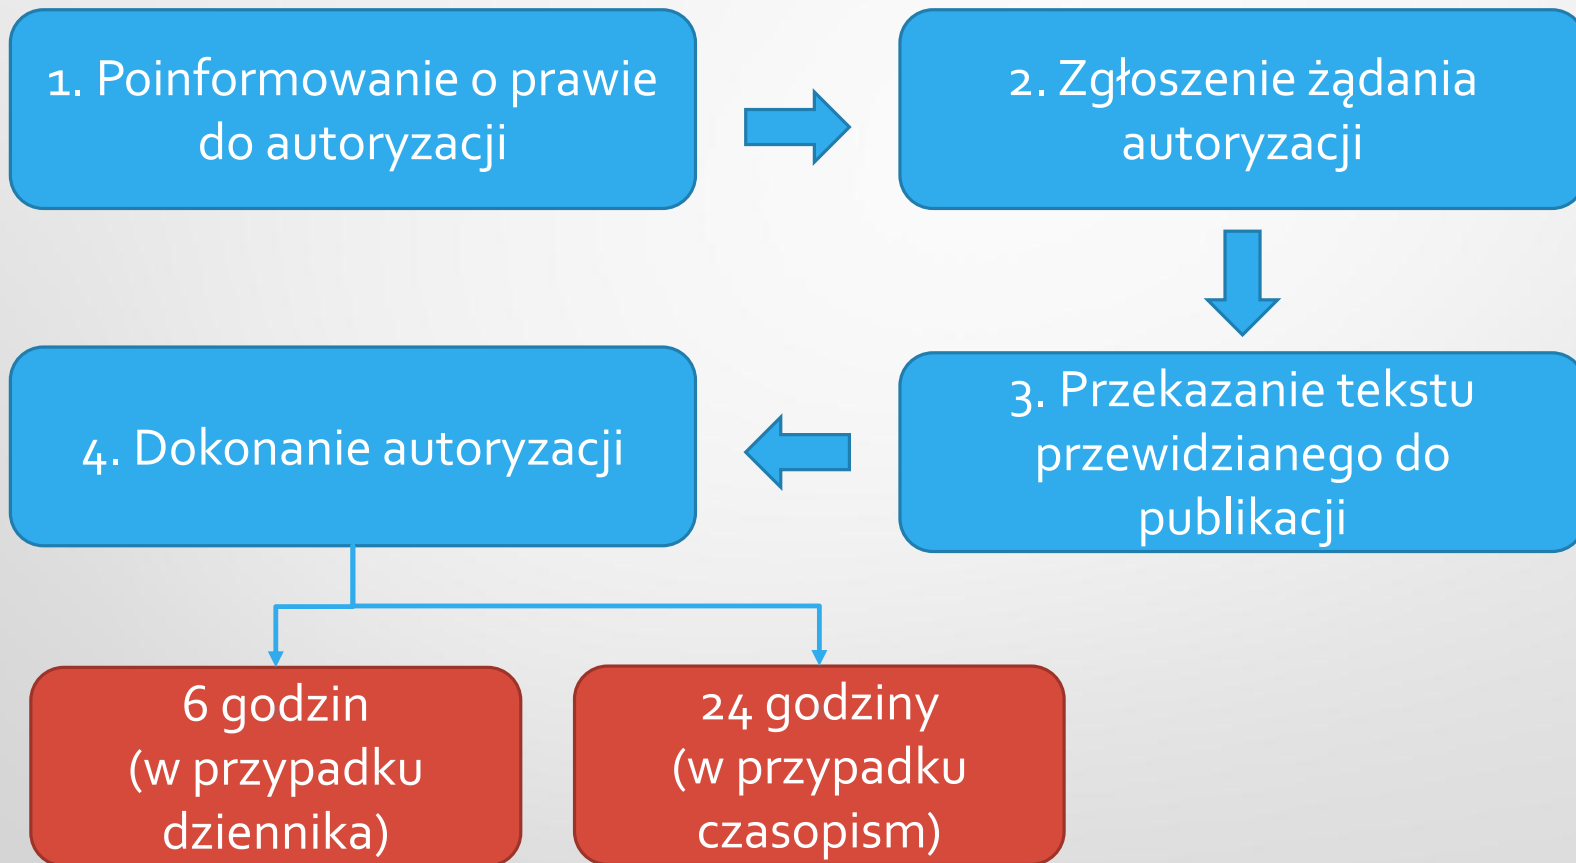 1. Poinformowanie o prawie
do autoryzacji
2. Zgłoszenie żądania
autoryzacji
3. Przekazanie tekstu
przewidzianego do
publikacji
4. Dokonanie autoryzacji
6 godzin
(w przypadku
dziennika)
24 godziny
(w przypadku
czasopism)